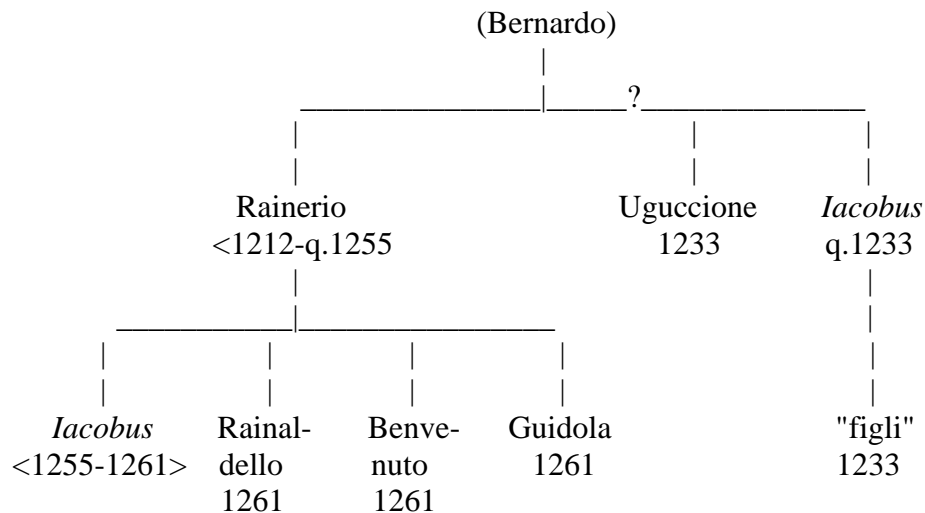 (Bernardo)
?
Rainerio Uguccione Iacobus
<1212-q.1255 1233 q.1233
Iacobus Rainal- Benve- Guidola "figli"
<1255-1261> dello nuto 1261 1233
1261 1261